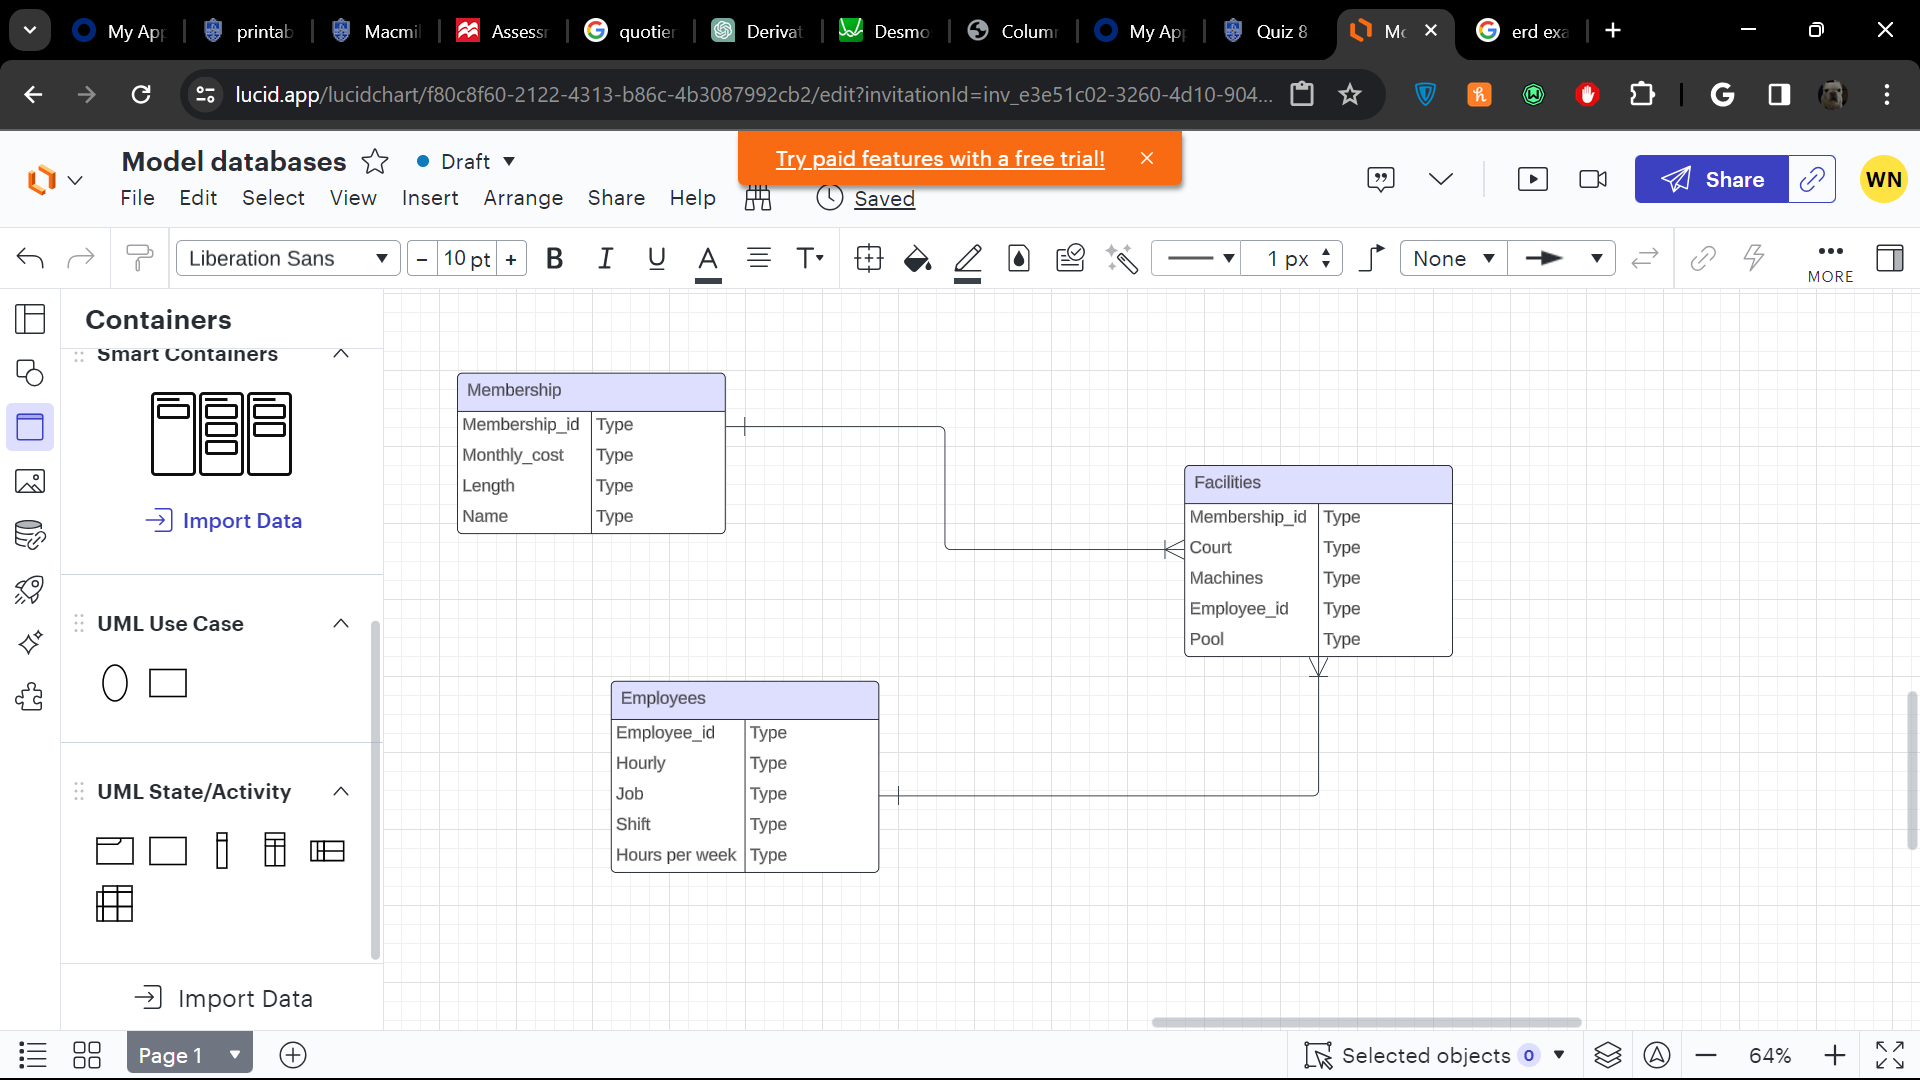 My App
printab
Macmil
Assessr
quotier
Derivat
Desmo
Colum
My App
Quiz 8
Mo
erd exa
lucid.app/lucidchart/f80c8f60-2122-4313-b86c-4b3087992cb2/edit?invitationId=inv_e3e51c02-3260-4d10-904...
Model databases
Draft
Try paid features with a free trial!
File Edit Select View Insert Arrange Share Help
Saved
Share
WN
Liberation Sans
− 10 pt +
B I U A T
1 px
None
MORE
Containers
Smart Containers
Import Data
UML Use Case
UML State/Activity
Import Data
Membership
Membership_id Type
Monthly_cost Type
Length Type
Name Type
Facilities
Membership_id Type
Court Type
Machines Type
Employee_id Type
Pool Type
Employees
Employee_id Type
Hourly Type
Job Type
Shift Type
Hours per week Type
Page 1
Selected objects 0
64%